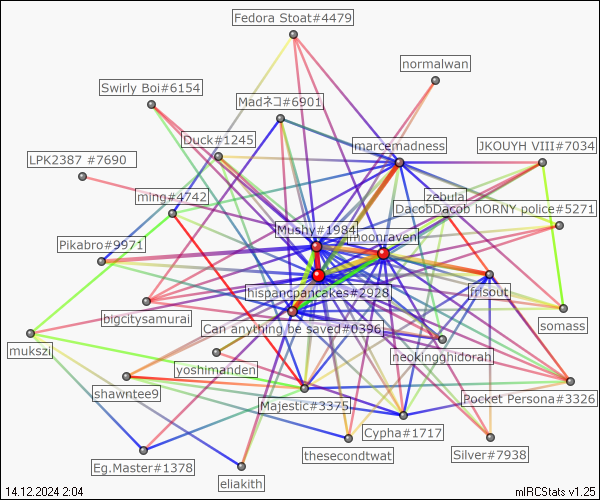 Fedora Stoat#4479
normalwan
Swirly Boi#6154
Madネコ#6901
Duck#1245
marcemadness
JKOUYH VIII#7034
LPK2387 #7690
ming#4742
zebula
DacobDacob hORNY police#5271
Mushy#1984
moonraven
Pikabro#9971
hispancpancakes#2928
frisout
bigcitysamurai
Can anything be saved#0396
somass
mukszi
yoshimanden
neokingghidorah
shawntee9
Majestic#3375
Pocket Persona#3326
Cypha#1717
Eg.Master#1378
thesecondtwat
Silver#7938
eliakith
14.12.2024 2:04
mIRCStats v1.25